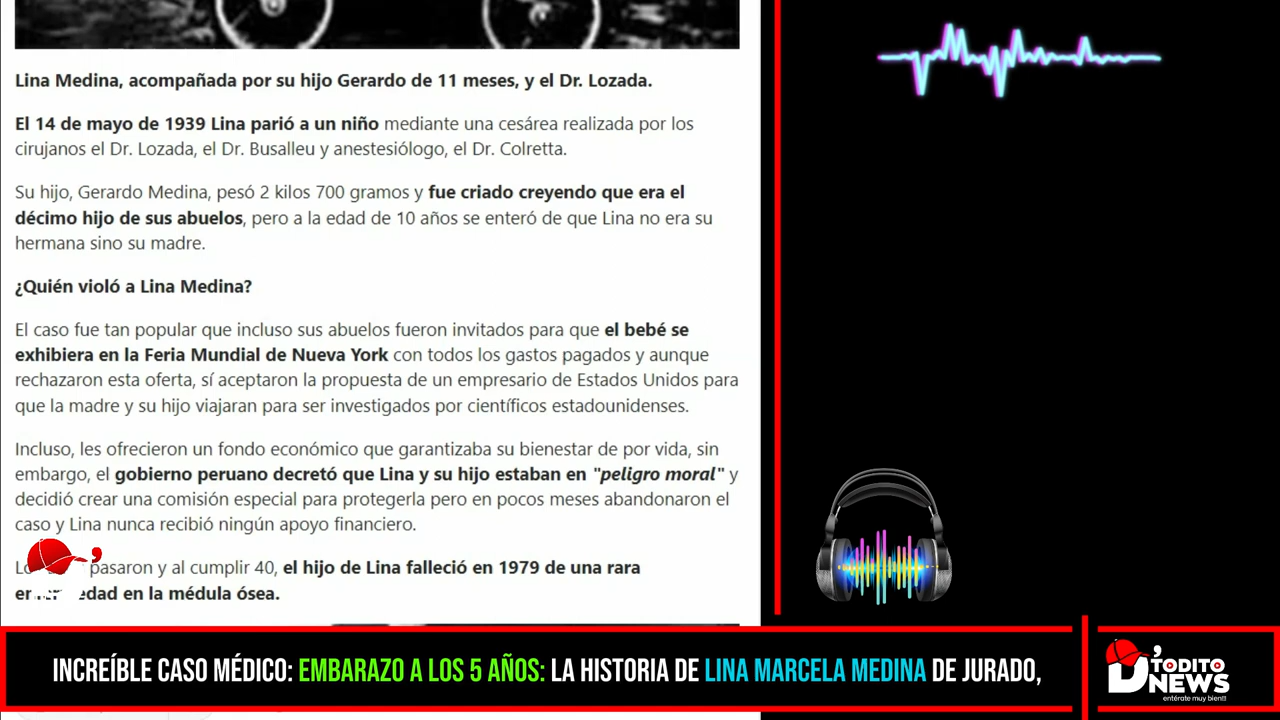 Lina Medina, acompañada por su hijo Gerardo de 11 meses, y el Dr. Lozada.
El 14 de mayo de 1939 Lina parió a un niño mediante una cesárea realizada por los
cirujanos el Dr. Lozada, el Dr. Busalleu y anestesiólogo, el Dr. Colretta.
Su hijo, Gerardo Medina, pesó 2 kilos 700 gramos y fue criado creyendo que era el
décimo hijo de sus abuelos, pero a la edad de 10 años se enteró de que Lina no era su
hermana sino su madre.
¿Quién violó a Lina Medina?
El caso fue tan popular que incluso sus abuelos fueron invitados para que el bebé se
exhibiera en la Feria Mundial de Nueva York con todos los gastos pagados y aunque
rechazaron esta oferta, sí aceptaron la propuesta de un empresario de Estados Unidos para
que la madre y su hijo viajaran para ser investigados por científicos estadounidenses.
Incluso, les ofrecieron un fondo económico que garantizaba su bienestar de por vida, sin
embargo, el gobierno peruano decretó que Lina y su hijo estaban en "peligro moral" y
decidió crear una comisión especial para protegerla pero en pocos meses abandonaron el
caso y Lina nunca recibió ningún apoyo financiero.
pasaron y al cumplir 40, el hijo de Lina falleció en 1979 de una rara
en la médula ósea.
INCREÍBLE CASO MÉDICO: EMBARAZO A LOS 5 AÑOS: LA HISTORIA DE LINA MARCELA MEDINA DE JURADO,
D'TODITO
NEWS
entérate muy bien!!!